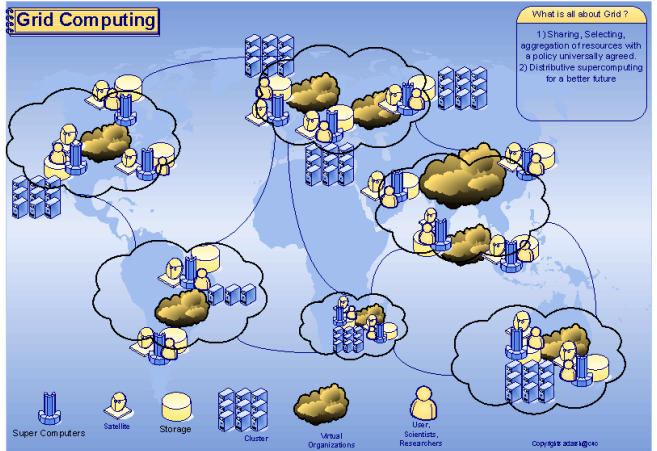 Grid Computing
What is all about Grid ?
1) Sharing, Selecting,
aggregation of resources with
a policy universally agreed.
2) Distributive supercomputing
for a better future
Super Computers
Satellite
Storage
Cluster
Virtual
Organizations
User,
Scientists,
Researchers